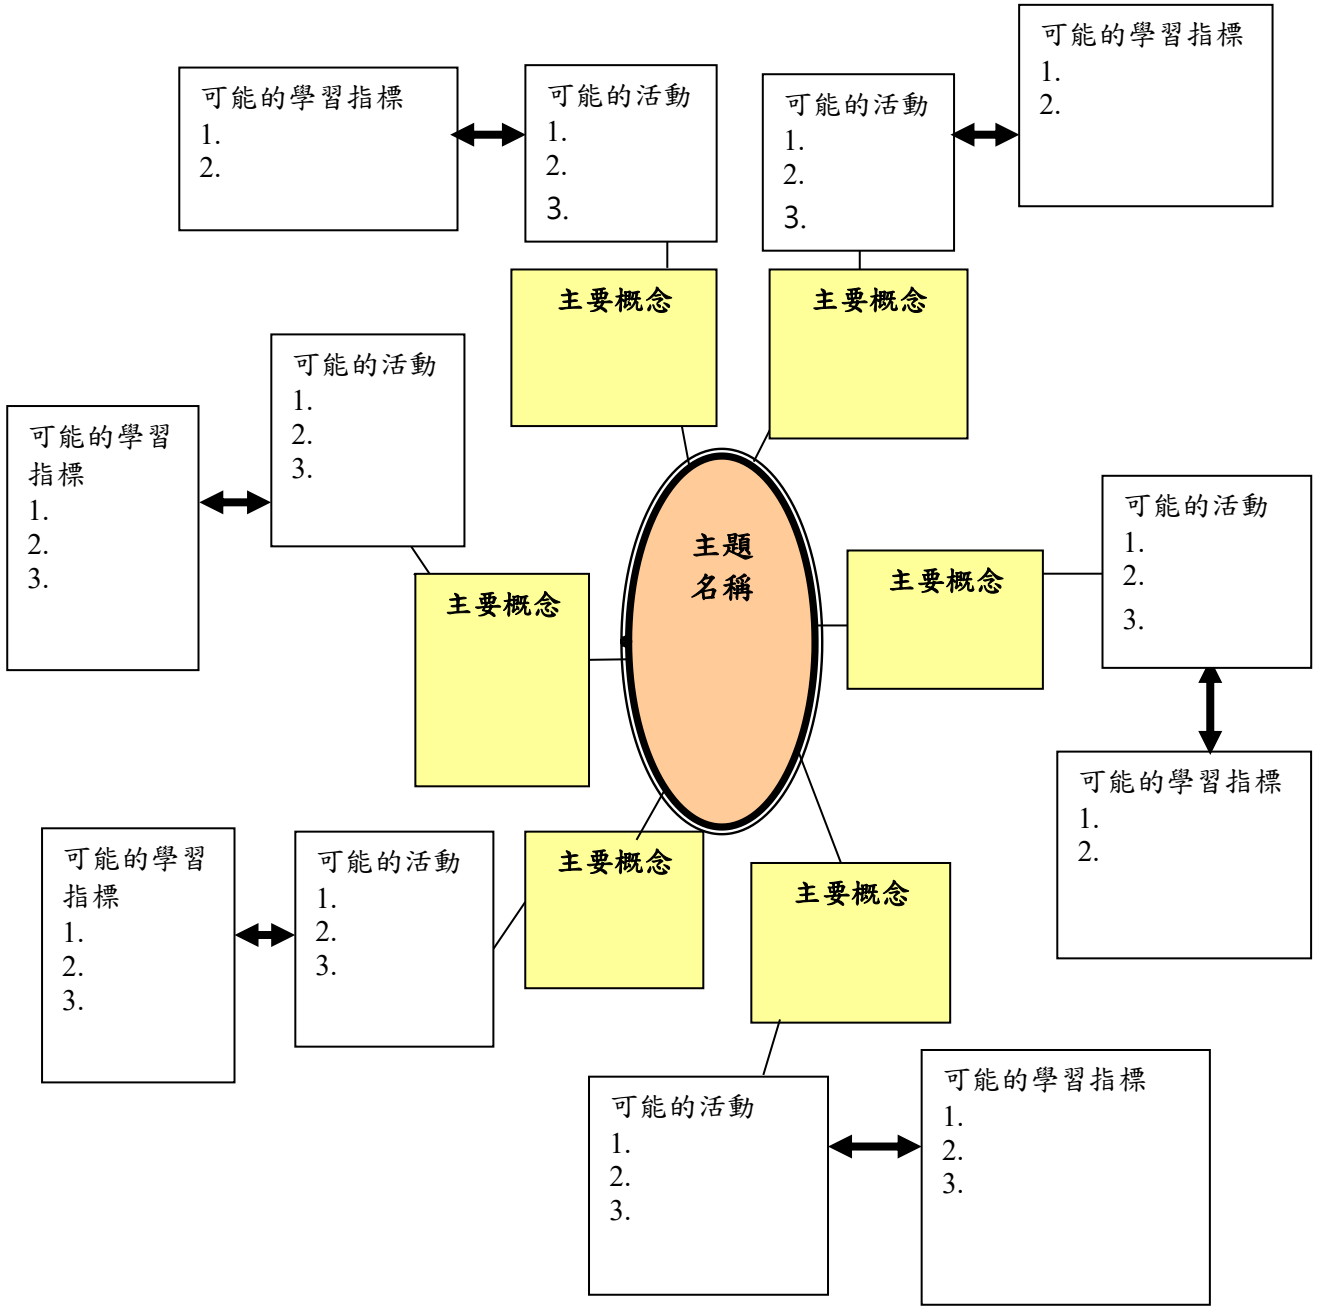 可能的學習指標
1.
2.
可能的活動
1.
2.
3.
可能的活動
1.
2.
3.
可能的學習指標
1.
2.
主要概念
主要概念
可能的學習
指標
1.
2.
3.
可能的活動
1.
2.
3.
主要概念
主題
名稱
主要概念
可能的活動
1.
2.
3.
可能的學習指標
1.
2.
可能的學習
指標
1.
2.
3.
可能的活動
1.
2.
3.
主要概念
主要概念
可能的活動
1.
2.
3.
可能的學習指標
1.
2.
3.